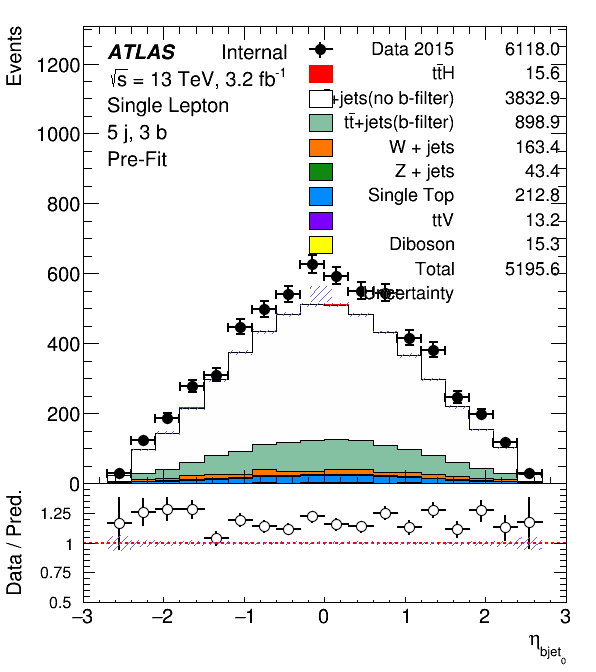 Events
ATLAS Internal
√s = 13 TeV, 3.2 fb⁻¹
Single Lepton
5 j, 3 b
Pre-Fit
Data 2015 6118.0
tt̄H 15.6
+jets(no b-filter) 3832.9
tt̄+jets(b-filter) 898.9
W + jets 163.4
Z + jets 43.4
Single Top 212.8
ttV 13.2
Diboson 15.3
Total 5195.6
certainty
1200
1000
800
600
400
200
0
Data / Pred.
1.25
1
0.75
0.5
−3 −2 −1 0 1 2 3
η_bjet_0